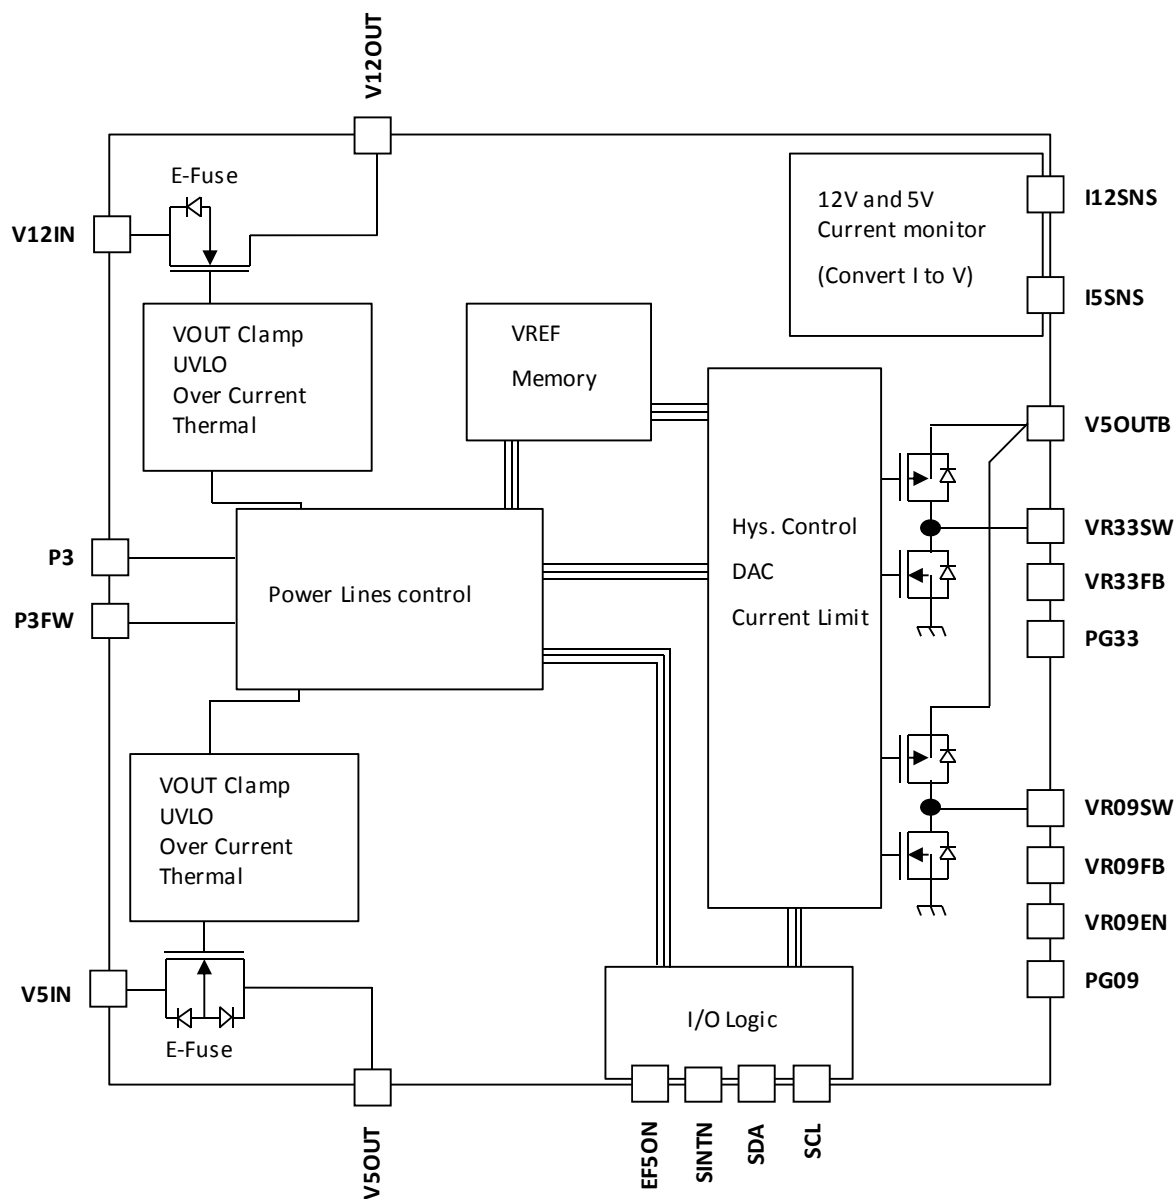 V12OUT
E-Fuse
V12IN
12V and 5V
Current monitor
(Convert I to V)
I12SNS
I5SNS
VOUT Clamp
UVLO
Over Current
Thermal
VREF
Memory
V5OUTB
Hys. Control
DAC
Current Limit
VR33SW
VR33FB
PG33
P3
P3FW
Power Lines control
VOUT Clamp
UVLO
Over Current
Thermal
VR09SW
VR09FB
VR09EN
PG09
V5IN
E-Fuse
I/O Logic
V5OUT
EF5ON
SINTN
SDA
SCL